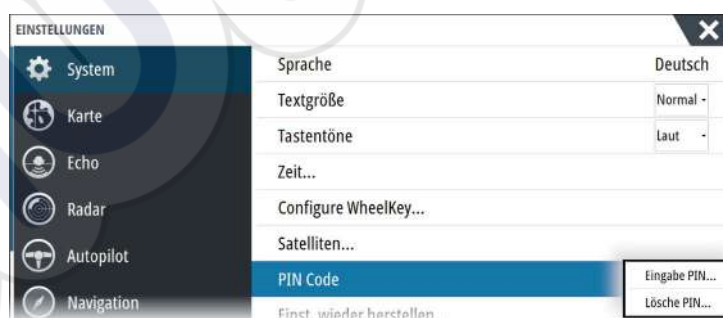 EINSTELLUNGEN
System
Karte
Echo
Radar
Autopilot
Navigation
Sprache Deutsch
Textgröße Normal
Tastentöne Laut
Zeit...
Configure WheelKey...
Satelliten...
PIN Code
Eingabe PIN...
Lösche PIN...
Einst. wieder herstellen...